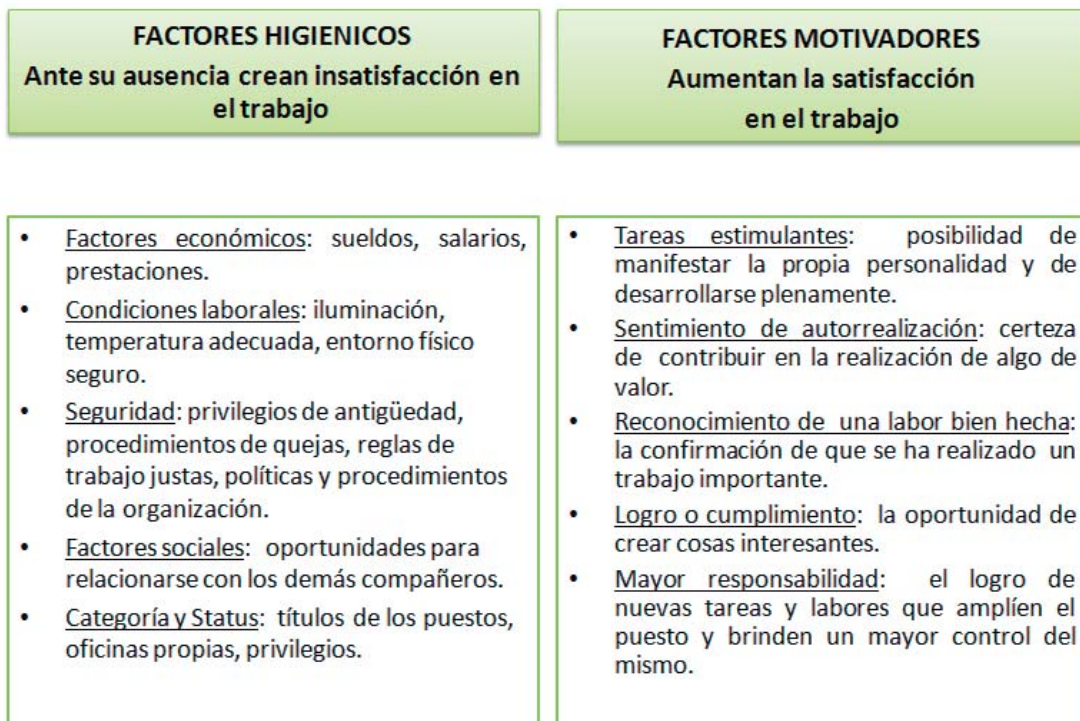 FACTORES HIGIENICOS
Ante su ausencia crean insatisfacción en
el trabajo
FACTORES MOTIVADORES
Aumentan la satisfacción
en el trabajo
• Factores económicos: sueldos, salarios,
prestaciones.
• Condiciones laborales: iluminación,
temperatura adecuada, entorno físico
seguro.
• Seguridad: privilegios de antigüedad,
procedimientos de quejas, reglas de
trabajo justas, políticas y procedimientos
de la organización.
• Factores sociales: oportunidades para
relacionarse con los demás compañeros.
• Categoría y Status: títulos de los puestos,
oficinas propias, privilegios.
• Tareas estimulantes: posibilidad de
manifestar la propia personalidad y de
desarrollarse plenamente.
• Sentimiento de autorrealización: certeza
de contribuir en la realización de algo de
valor.
• Reconocimiento de una labor bien hecha:
la confirmación de que se ha realizado un
trabajo importante.
• Logro o cumplimiento: la oportunidad de
crear cosas interesantes.
• Mayor responsabilidad: el logro de
nuevas tareas y labores que amplíen el
puesto y brinden un mayor control del
mismo.